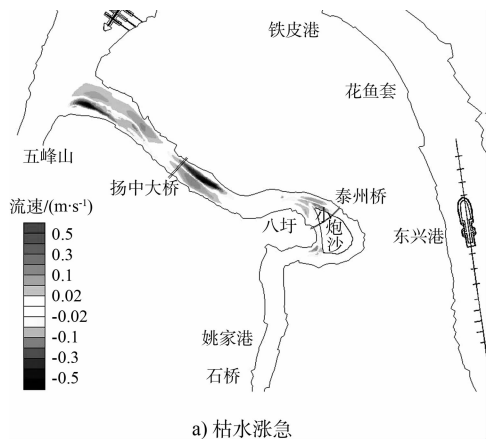 铁皮港
花鱼套
五峰山
扬中大桥
流速/(m·s⁻¹)
泰州桥
八圩
小炮沙
东兴港
0.5
0.3
0.1
0.02
-0.02
-0.1
-0.3
-0.5
姚家港
石桥
a) 枯水涨急